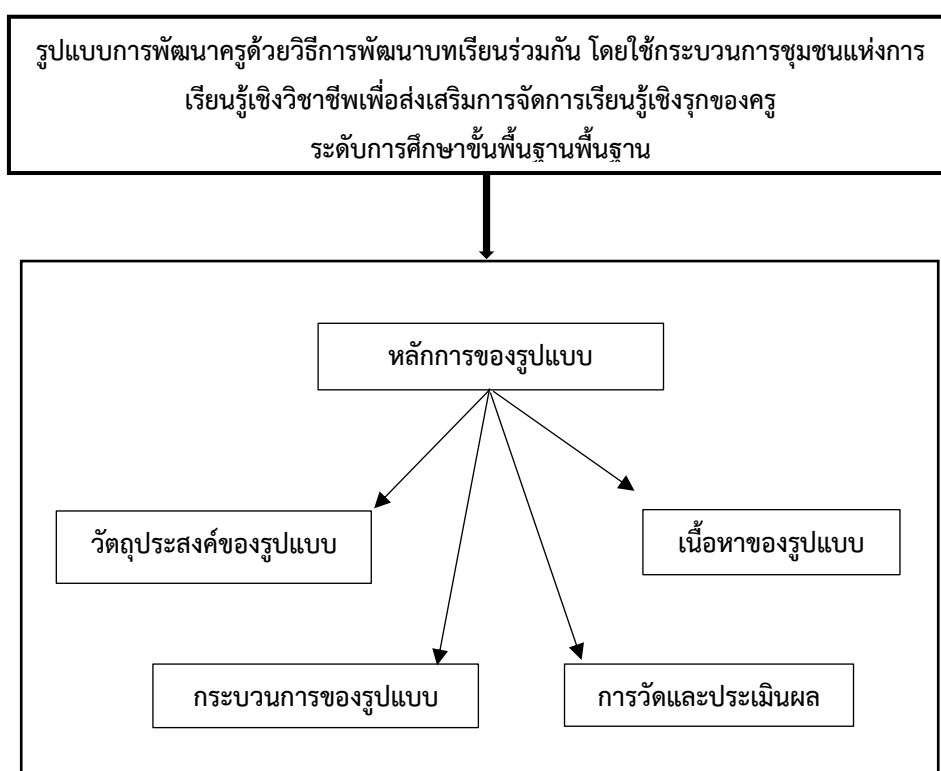 รูปแบบการพัฒนาครูด้วยวิธีการพัฒนาบทเรียนร่วมกัน โดยใช้กระบวนการชุมชนแห่งการ
เรียนรู้เชิงวิชาชีพเพื่อส่งเสริมการจัดการเรียนรู้เชิงรุกของครู
ระดับการศึกษาขั้นพื้นฐานพื้นฐาน
หลักการของรูปแบบ
วัตถุประสงค์ของรูปแบบ
เนื้อหาของรูปแบบ
กระบวนการของรูปแบบ
การวัดและประเมินผล